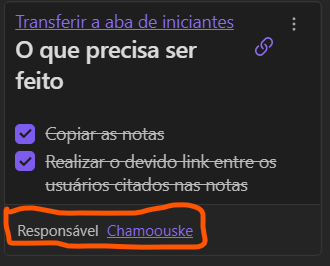 Transferir a aba de iniciantes
O que precisa ser
feito
Copiar as notas
Realizar o devido link entre os
usuários citados nas notas
Responsável Chamoouske